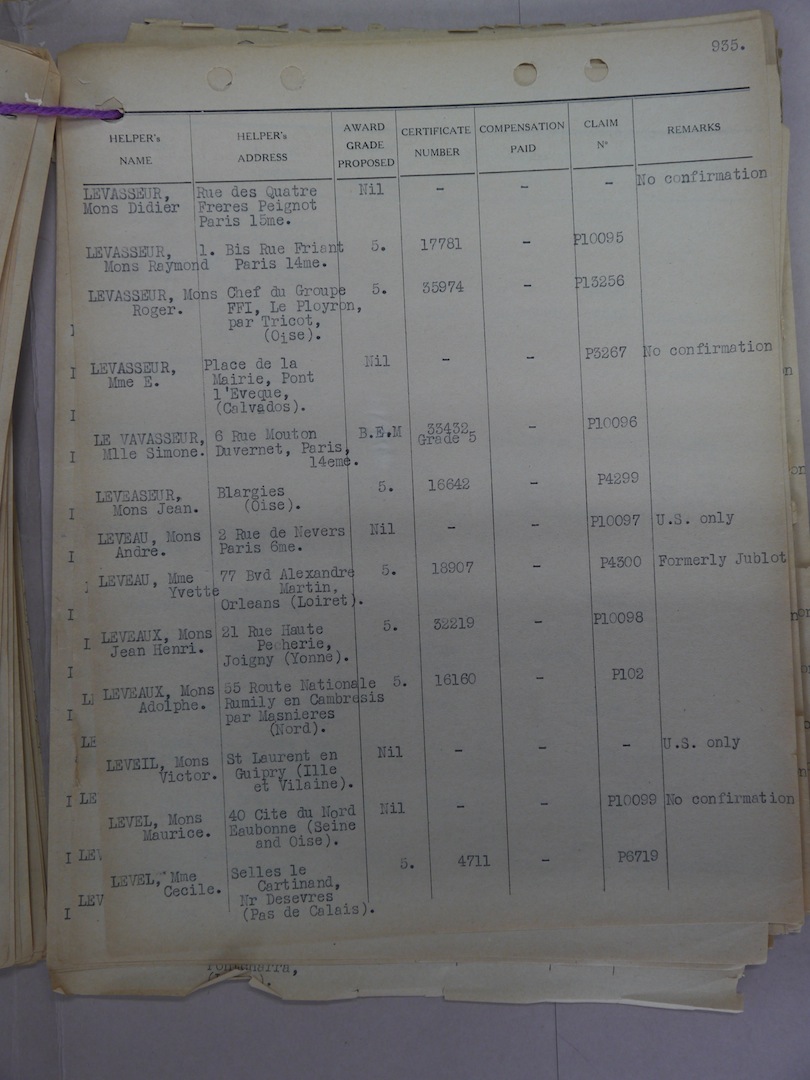 935.
HELPER's NAME | HELPER's ADDRESS | AWARD GRADE PROPOSED | CERTIFICATE NUMBER | COMPENSATION PAID | CLAIM N° | REMARKS
LEVASSEUR, | Rue des Quatre | Nil | - | - | - | No confirmation
Mons Didier | Freres Peignot
Paris 15me.
LEVASSEUR, | 1. Bis Rue Friant | 5. | 17781 | - | P10095
Mons Raymond | Paris 14me.
LEVASSEUR, Mons | Chef du Groupe | 5. | 35974 | - | P13256
Roger. | FFI, Le Ployron,
par Tricot,
(Oise).
LEVASSEUR, | Place de la | Nil | - | - | P3267 | No confirmation
Mme E. | Mairie, Pont
l'Eveque,
(Calvados).
LE VAVASSEUR, | 6 Rue Mouton | B.E.M | 33432 | - | P10096
Mlle Simone. | Duvernet, Paris, | Grade 5
14eme.
LEVEASEUR, | Blargies | 5. | 16642 | - | P4299
Mons Jean. | (Oise).
LEVEAU, Mons | 2 Rue de Nevers | Nil | - | - | P10097 | U.S. only
Andre. | Paris 6me.
LEVEAU, Mme | 77 Bvd Alexandre | 5. | 18907 | - | P4300 | Formerly Jublot
Yvette | Martin,
Orleans (Loiret).
LEVEAUX, Mons | 21 Rue Haute | 5. | 32219 | - | P10098
Jean Henri. | Pecherie,
Joigny (Yonne).
LEVEAUX, Mons | 55 Route Nationale | 5. | 16160 | - | P102
Adolphe. | Rumily en Cambresis
par Masnieres
(Nord).
LEVEIL, Mons | St Laurent en | Nil | - | - | - | U.S. only
Victor. | Guipry (Ille
et Vilaine).
LEVEL, Mons | 40 Cite du Nord | Nil | - | - | P10099 | No confirmation
Maurice. | Eaubonne (Seine
and Oise).
LEVEL, Mme | Selles le | 5. | 4711 | - | P6719
Cecile. | Cartinand,
Nr Desevres
(Pas de Calais).